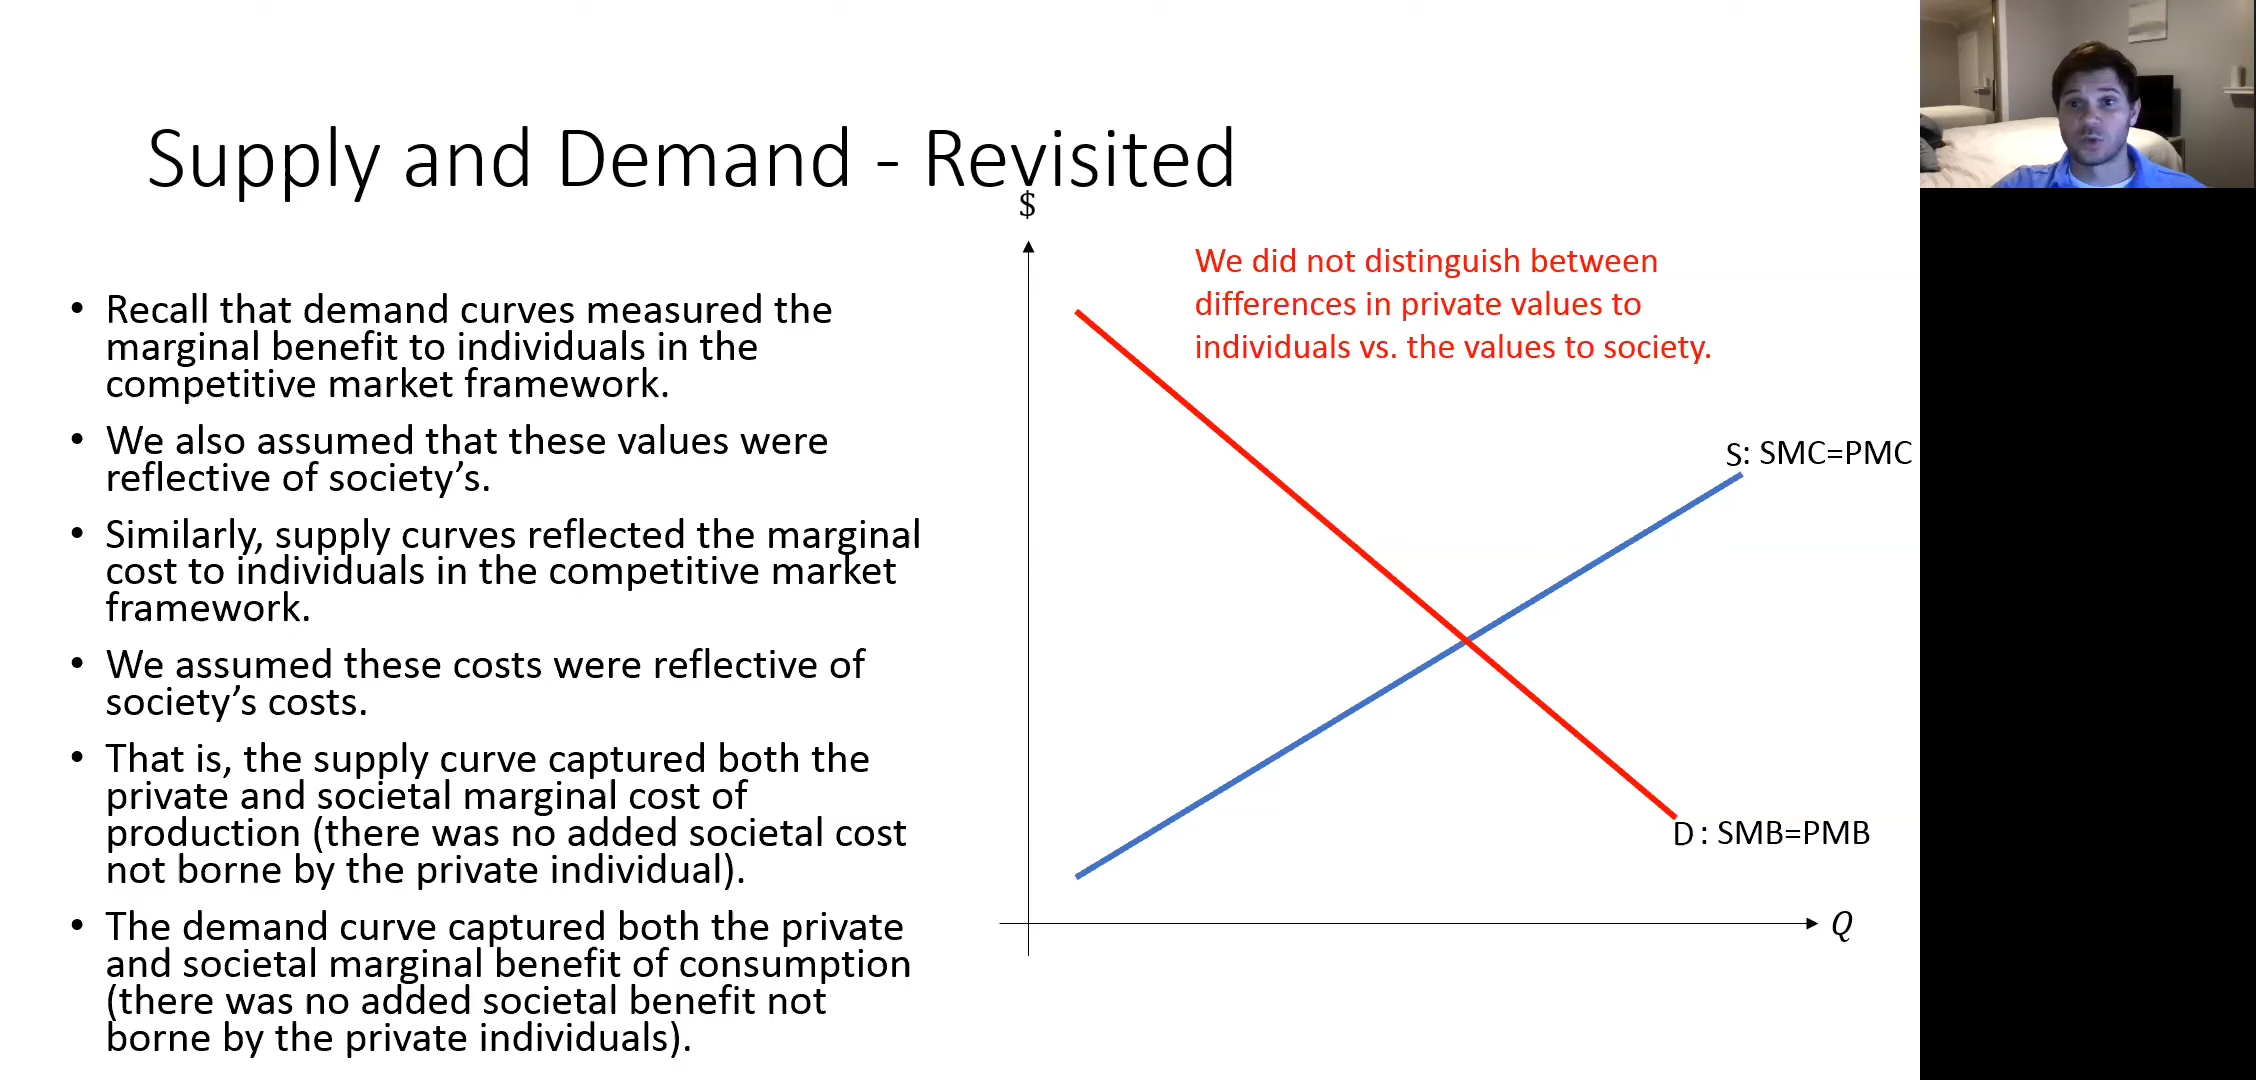 Supply and Demand - Revisited
• Recall that demand curves measured the
marginal benefit to individuals in the
competitive market framework.
• We also assumed that these values were
reflective of society’s.
• Similarly, supply curves reflected the marginal
cost to individuals in the competitive market
framework.
• We assumed these costs were reflective of
society’s costs.
• That is, the supply curve captured both the
private and societal marginal cost of
production (there was no added societal cost
not borne by the private individual).
• The demand curve captured both the private
and societal marginal benefit of consumption
(there was no added societal benefit not
borne by the private individuals).
$
We did not distinguish between
differences in private values to
individuals vs. the values to society.
S: SMC=PMC
D : SMB=PMB
Q